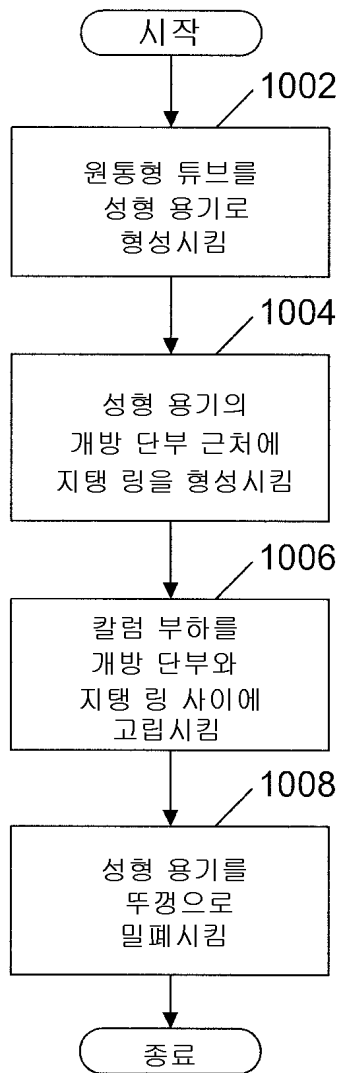 시작
1002
원통형 튜브를
성형 용기로
형성시킴
1004
성형 용기의
개방 단부 근처에
지탱 링을 형성시킴
1006
칼럼 부하를
개방 단부와
지탱 링 사이에
고립시킴
1008
성형 용기를
뚜껑으로
밀폐시킴
종료